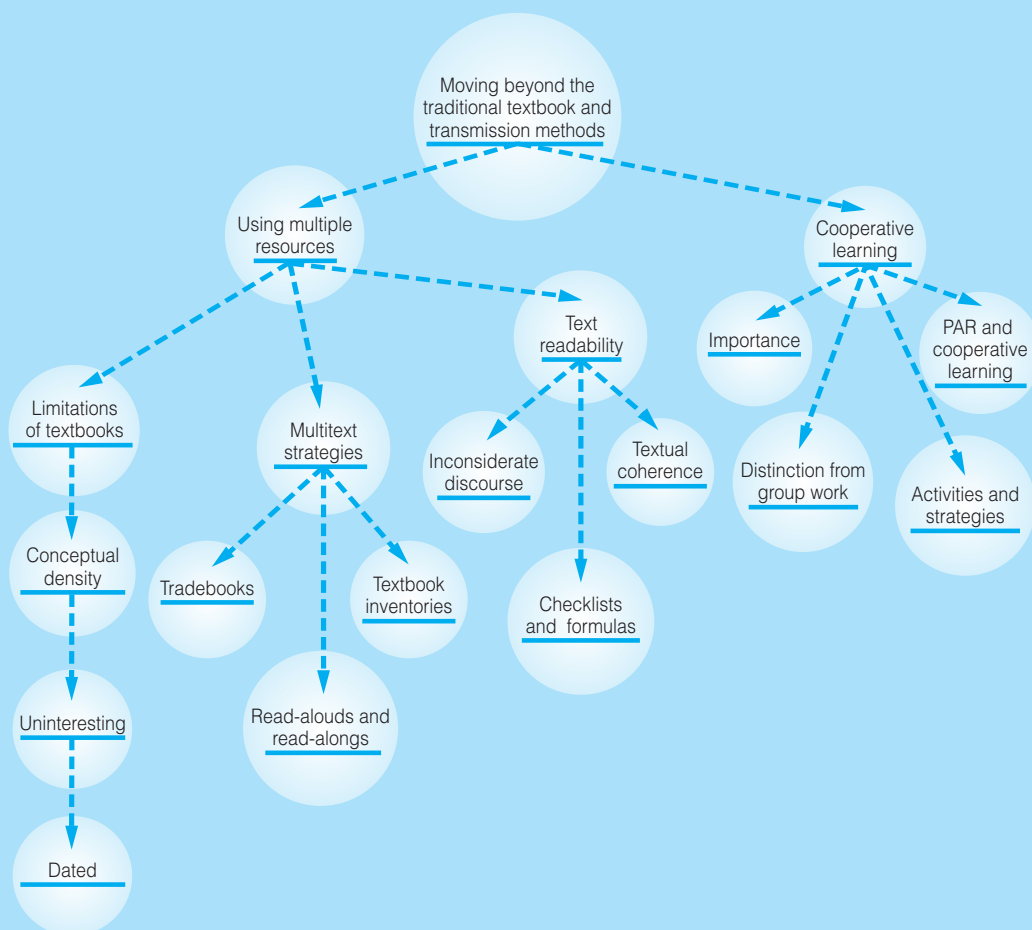 Moving beyond the
traditional textbook and
transmission methods
Using multiple
resources
Cooperative
learning
Text
readability
Importance
PAR and
cooperative
learning
Limitations
of textbooks
Multitext
strategies
Inconsiderate
discourse
Textual
coherence
Distinction from
group work
Activities and
strategies
Conceptual
density
Tradebooks
Textbook
inventories
Checklists
and formulas
Uninteresting
Read-alouds and
read-alongs
Dated